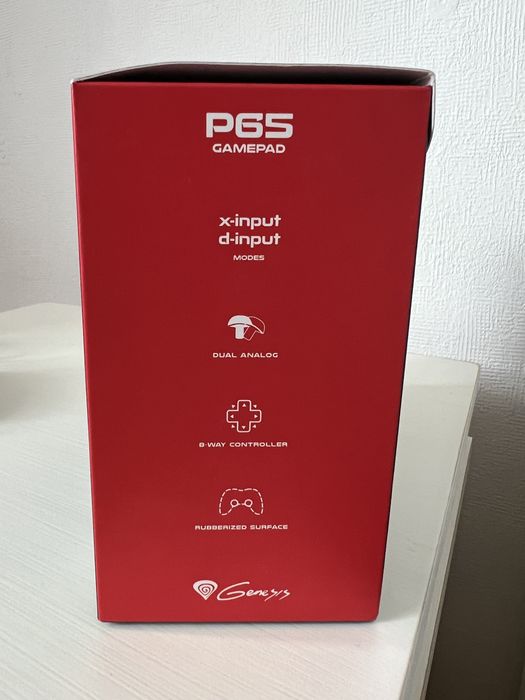 P65
GAMEPAD
x-input
d-input
MODES
DUAL ANALOG
8-WAY CONTROLLER
RUBBERIZED SURFACE
Genesis